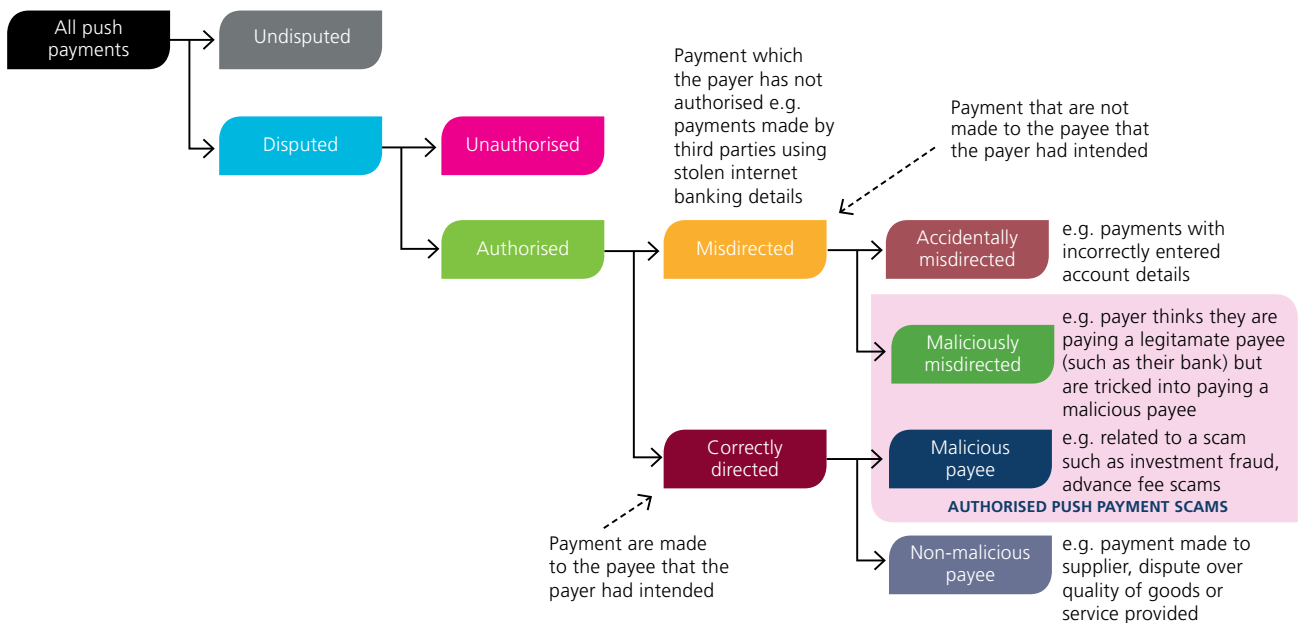 All push
payments
Undisputed
Disputed
Unauthorised
Payment which
the payer has not
authorised e.g.
payments made by
third parties using
stolen internet
banking details
Payment that are not
made to the payee that
the payer had intended
Authorised
Misdirected
Accidentally
misdirected
e.g. payments with
incorrectly entered
account details
Maliciously
misdirected
e.g. payer thinks they are
paying a legitamate payee
(such as their bank) but
are tricked into paying a
malicious payee
Correctly
directed
Malicious
payee
e.g. related to a scam
such as investment fraud,
advance fee scams
AUTHORISED PUSH PAYMENT SCAMS
Payment are made
to the payee that the
payer had intended
Non-malicious
payee
e.g. payment made to
supplier, dispute over
quality of goods or
service provided